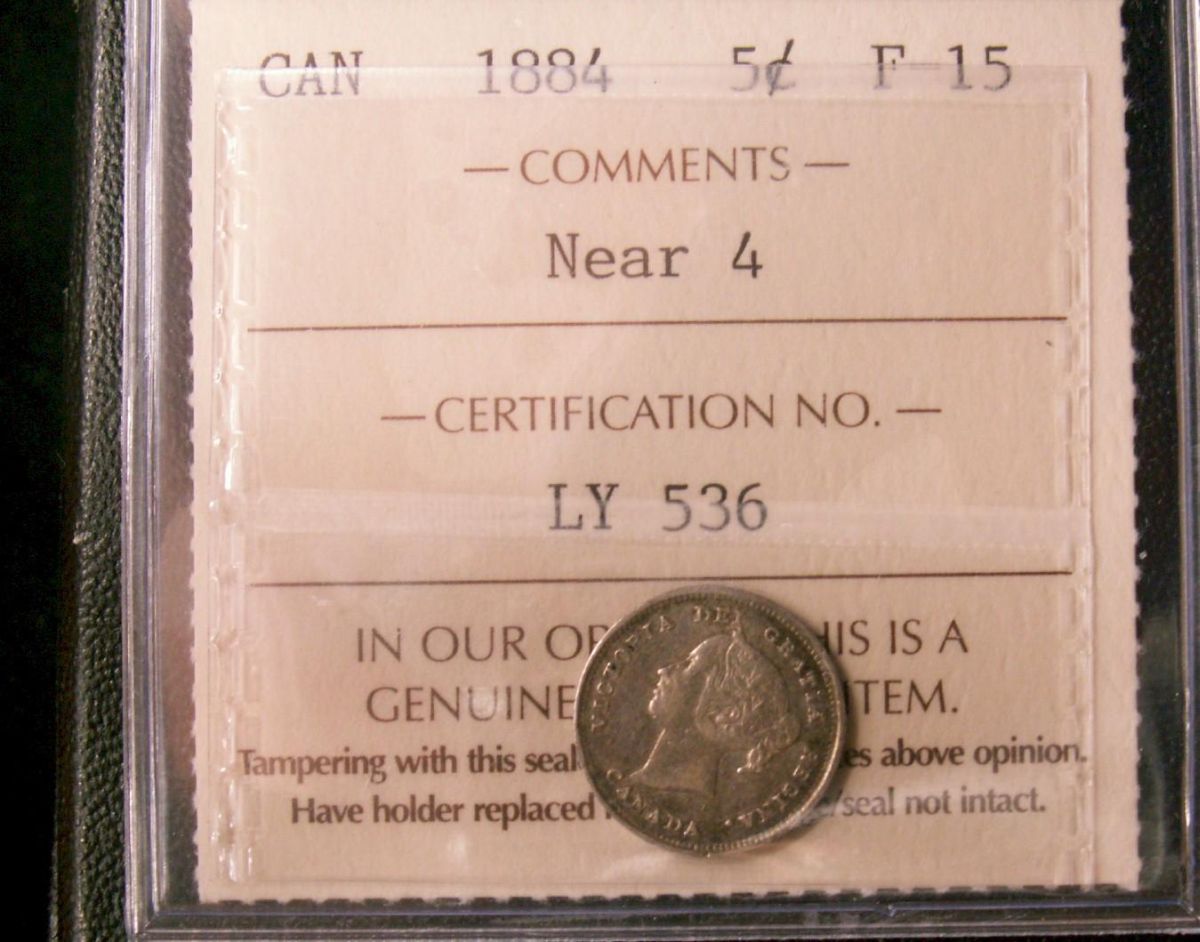 CAN 1884 5¢ F-15
— COMMENTS —
Near 4
— CERTIFICATION NO. —
LY 536
IN OUR OP HIS IS A
GENUINE ITEM.
Tampering with this seal es above opinion.
Have holder replaced seal not intact.
VICTORIA DEI GRATIA REGINA.
CANADA